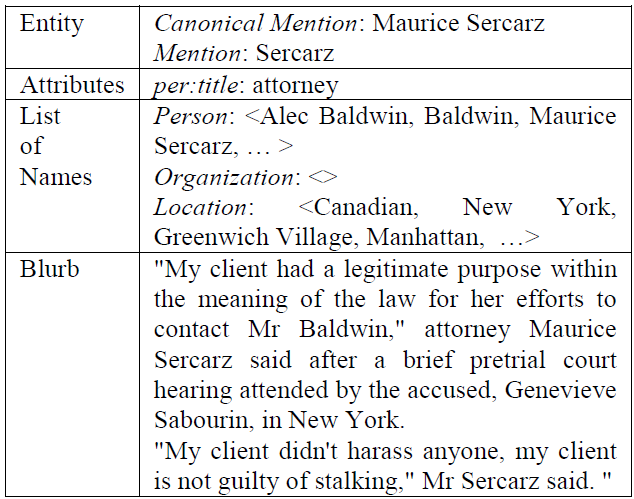 Entity Canonical Mention: Maurice Sercarz
Mention: Sercarz
Attributes per:title: attorney
List of Names Person: <Alec Baldwin, Baldwin, Maurice
Sercarz, … >
Organization: <>
Location: <Canadian, New York,
Greenwich Village, Manhattan, …>
Blurb "My client had a legitimate purpose within
the meaning of the law for her efforts to
contact Mr Baldwin," attorney Maurice
Sercarz said after a brief pretrial court
hearing attended by the accused, Genevieve
Sabourin, in New York.
"My client didn't harass anyone, my client
is not guilty of stalking," Mr Sercarz said. "